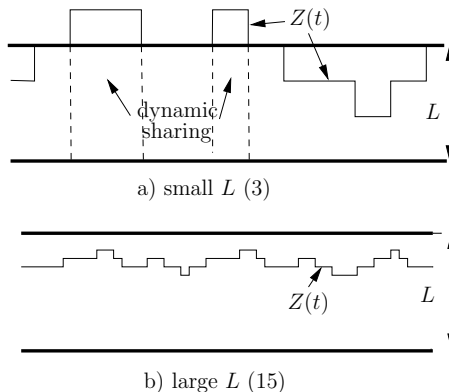 Z(t)
dynamic
sharing
L
a) small L (3)
Z(t)
L
b) large L (15)